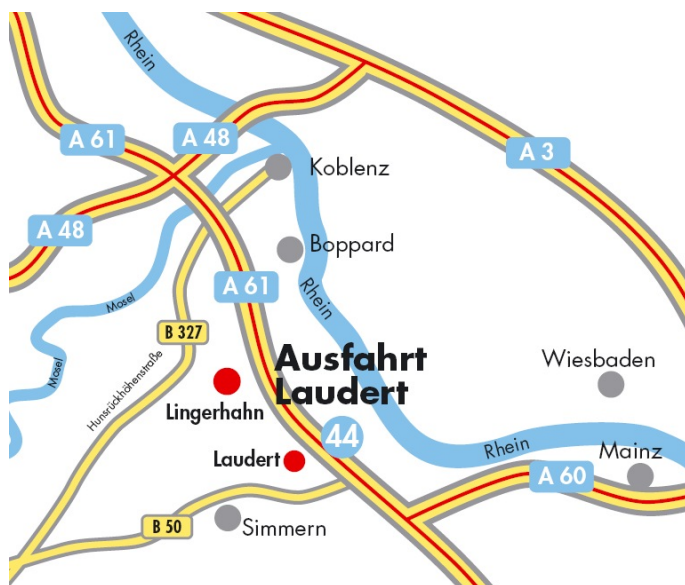 Rhein
A 61
A 48
A 3
Koblenz
A 48
Boppard
A 61
Rhein
Mosel
B 327
Mosel
Hunsrückhöhenstraße
Ausfahrt
Laudert
Wiesbaden
Lingerhahn
44
Rhein
Mainz
Laudert
A 60
B 50
Simmern